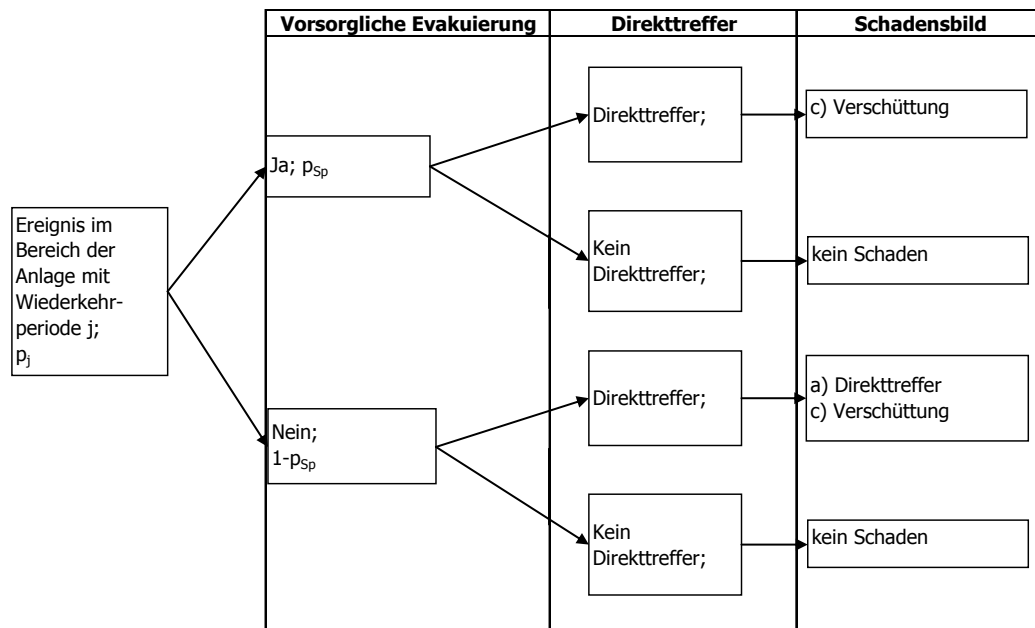 Vorsorgliche Evakuierung
Direkttreffer
Schadensbild
Ereignis im
Bereich der
Anlage mit
Wiederkehr-
periode j;
pj
Ja; pSp
Direkttreffer;
c) Verschüttung
Kein
Direkttreffer;
kein Schaden
Nein;
1-pSp
Direkttreffer;
a) Direkttreffer
c) Verschüttung
Kein
Direkttreffer;
kein Schaden